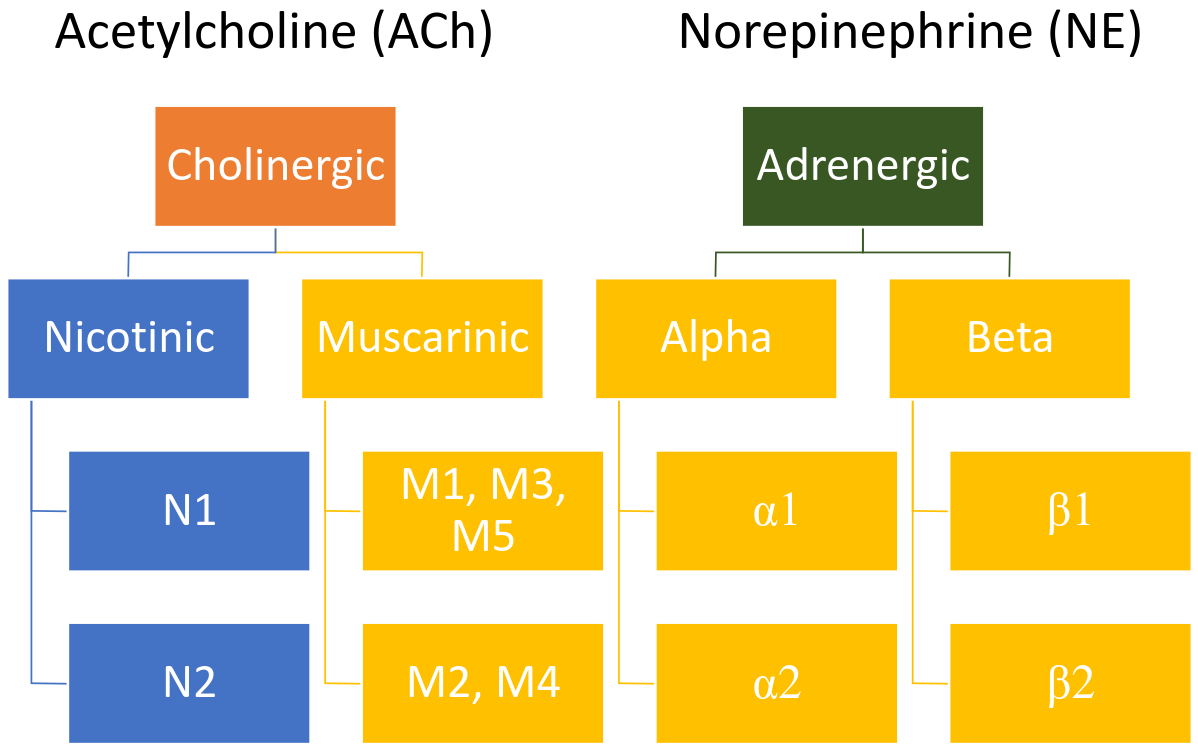 Acetylcholine (ACh)
Norepinephrine (NE)
Cholinergic
Adrenergic
Nicotinic
Muscarinic
Alpha
Beta
N1
M1, M3,
M5
α1
β1
N2
M2, M4
α2
β2